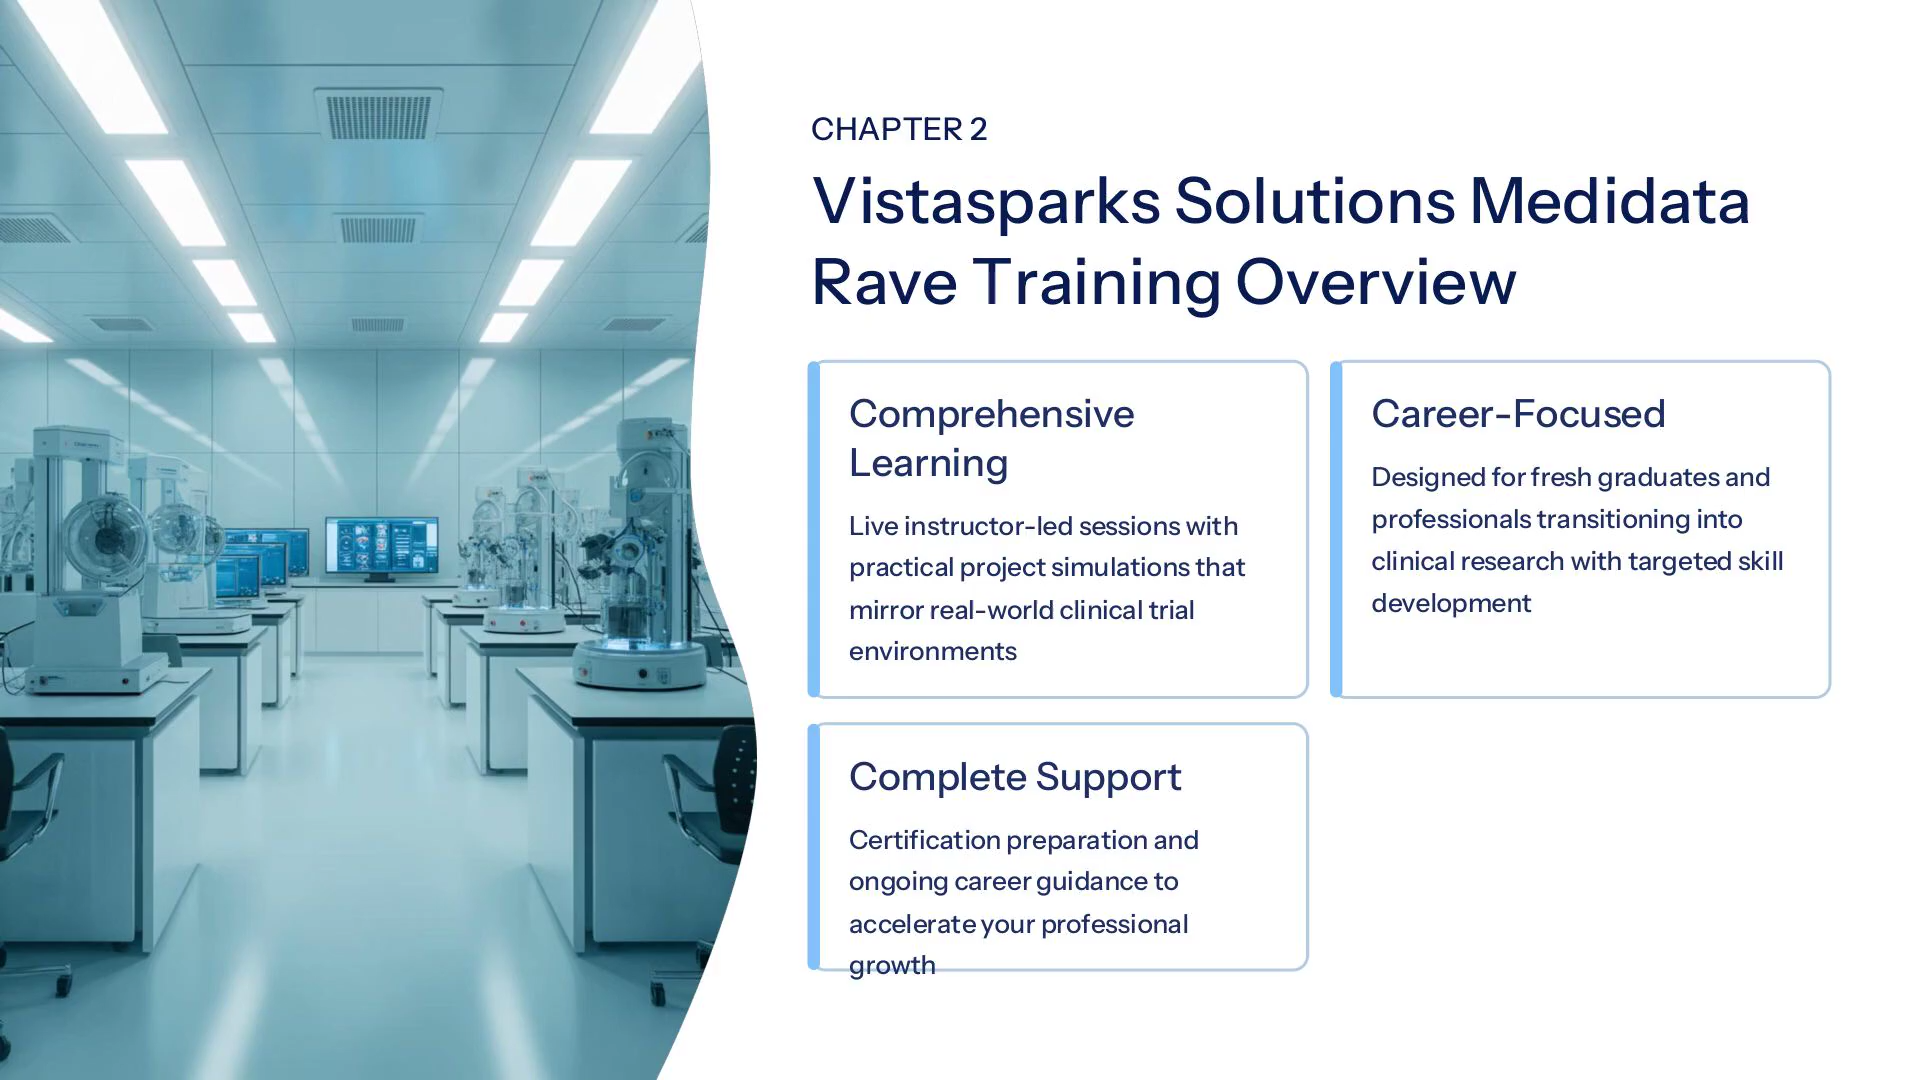 CHAPTER 2
Vistasparks Solutions Medidata
Rave Training Overview
Comprehensive
Learning
Live instructor-led sessions with
practical project simulations that
mirror real-world clinical trial
environments
Career-Focused
Designed for fresh graduates and
professionals transitioning into
clinical research with targeted skill
development
Complete Support
Certification preparation and
ongoing career guidance to
accelerate your professional
growth